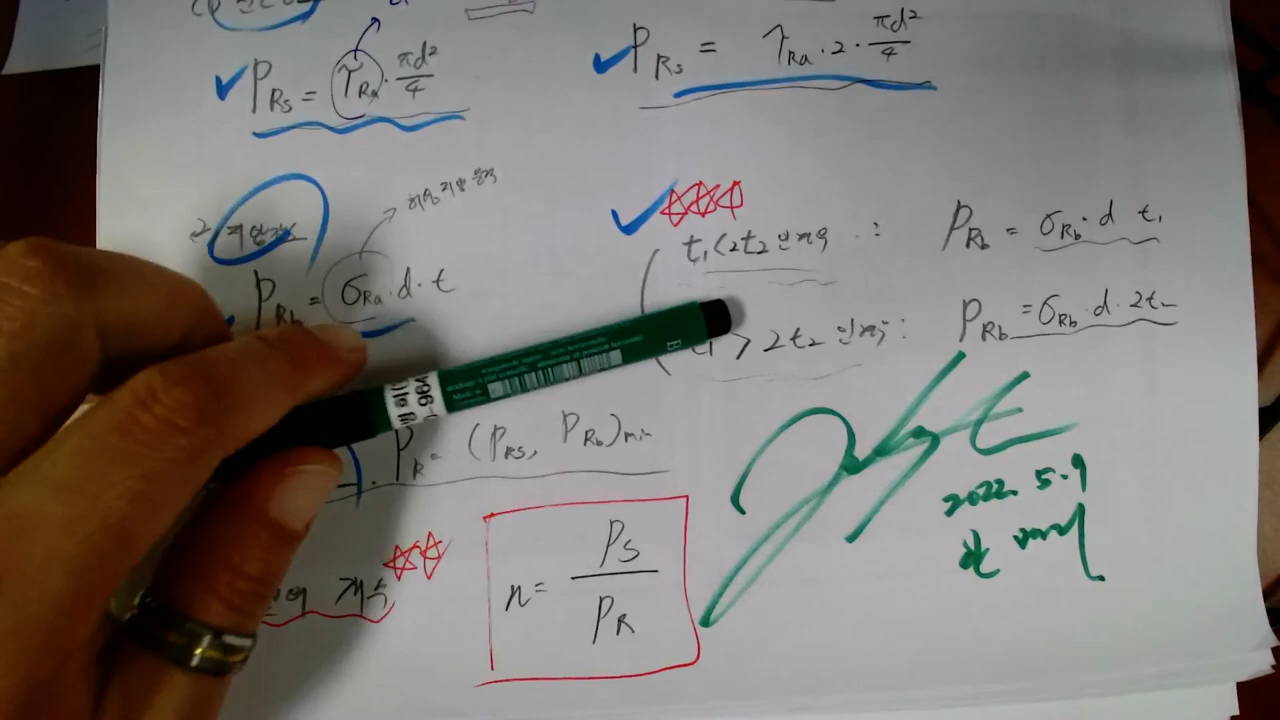 P_Rs = τ_Ra · πd²/4
P_Rs = τ_Ra · 2 · πd²/4
허용지압응력
P_Rb = σ_Ra · d · t
t₁ < 2t₂ 인 경우 : P_Rb = σ_Rb · d t₁
t₁ > 2t₂ 인 경우 : P_Rb = σ_Rb · d · 2t₂
P_R = (P_Rs, P_Rb)min
개수
n = P_S / P_R
2022. 5. 9